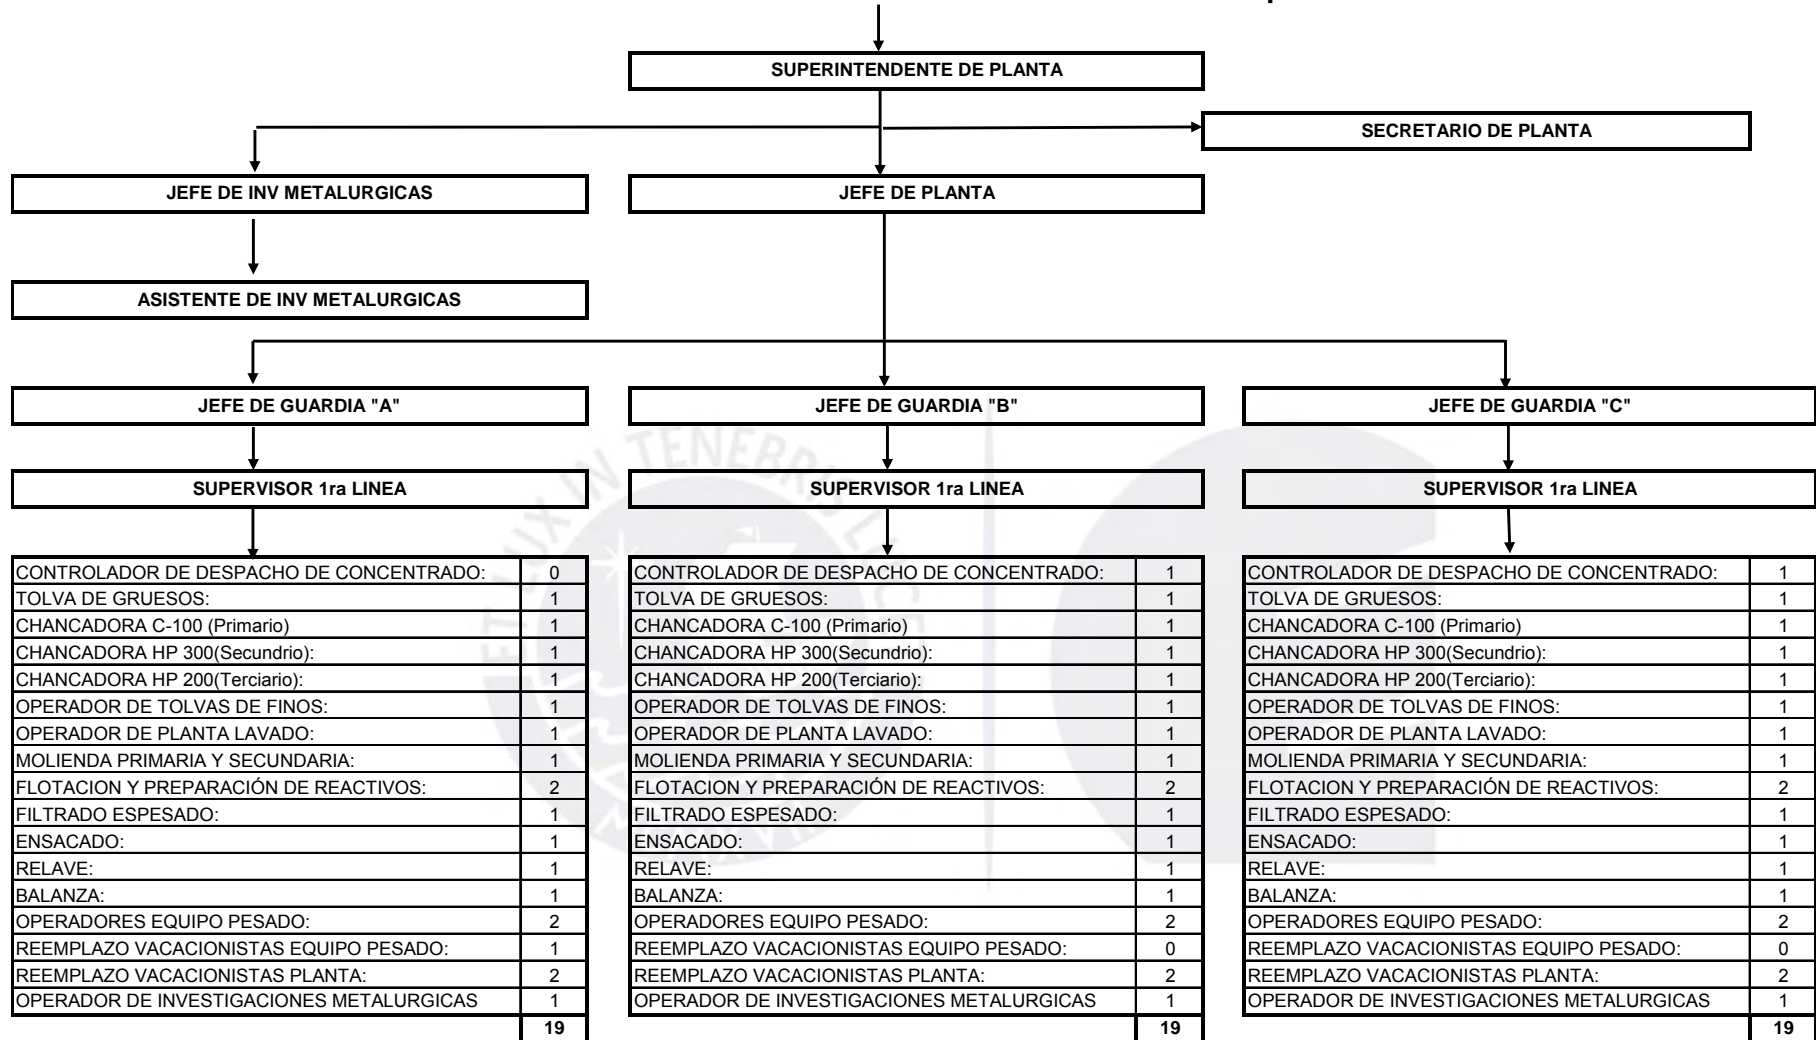 SUPERINTENDENTE DE PLANTA
SECRETARIO DE PLANTA
JEFE DE INV METALURGICAS
JEFE DE PLANTA
ASISTENTE DE INV METALURGICAS
JEFE DE GUARDIA "A"
JEFE DE GUARDIA "B"
JEFE DE GUARDIA "C"
SUPERVISOR 1ra LINEA
SUPERVISOR 1ra LINEA
SUPERVISOR 1ra LINEA
CONTROLADOR DE DESPACHO DE CONCENTRADO: 0
TOLVA DE GRUESOS: 1
CHANCADORA C-100 (Primario) 1
CHANCADORA HP 300(Secundrio): 1
CHANCADORA HP 200(Terciario): 1
OPERADOR DE TOLVAS DE FINOS: 1
OPERADOR DE PLANTA LAVADO: 1
MOLIENDA PRIMARIA Y SECUNDARIA: 1
FLOTACION Y PREPARACIÓN DE REACTIVOS: 2
FILTRADO ESPESADO: 1
ENSACADO: 1
RELAVE: 1
BALANZA: 1
OPERADORES EQUIPO PESADO: 2
REEMPLAZO VACACIONISTAS EQUIPO PESADO: 1
REEMPLAZO VACACIONISTAS PLANTA: 2
OPERADOR DE INVESTIGACIONES METALURGICAS 1
19
CONTROLADOR DE DESPACHO DE CONCENTRADO: 1
TOLVA DE GRUESOS: 1
CHANCADORA C-100 (Primario) 1
CHANCADORA HP 300(Secundrio): 1
CHANCADORA HP 200(Terciario): 1
OPERADOR DE TOLVAS DE FINOS: 1
OPERADOR DE PLANTA LAVADO: 1
MOLIENDA PRIMARIA Y SECUNDARIA: 1
FLOTACION Y PREPARACIÓN DE REACTIVOS: 2
FILTRADO ESPESADO: 1
ENSACADO: 1
RELAVE: 1
BALANZA: 1
OPERADORES EQUIPO PESADO: 2
REEMPLAZO VACACIONISTAS EQUIPO PESADO: 0
REEMPLAZO VACACIONISTAS PLANTA: 2
OPERADOR DE INVESTIGACIONES METALURGICAS 1
19
CONTROLADOR DE DESPACHO DE CONCENTRADO: 1
TOLVA DE GRUESOS: 1
CHANCADORA C-100 (Primario) 1
CHANCADORA HP 300(Secundrio): 1
CHANCADORA HP 200(Terciario): 1
OPERADOR DE TOLVAS DE FINOS: 1
OPERADOR DE PLANTA LAVADO: 1
MOLIENDA PRIMARIA Y SECUNDARIA: 1
FLOTACION Y PREPARACIÓN DE REACTIVOS: 2
FILTRADO ESPESADO: 1
ENSACADO: 1
RELAVE: 1
BALANZA: 1
OPERADORES EQUIPO PESADO: 2
REEMPLAZO VACACIONISTAS EQUIPO PESADO: 0
REEMPLAZO VACACIONISTAS PLANTA: 2
OPERADOR DE INVESTIGACIONES METALURGICAS 1
19
ET LUX IN TENEBRIS LUCET